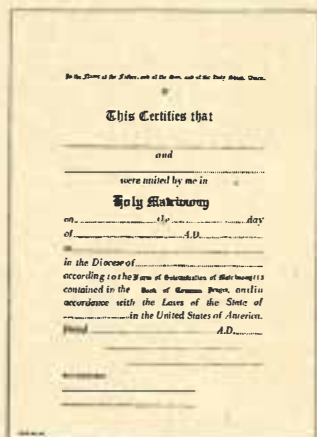 In the Name of the Father, and of the Son, and of the Holy Ghost, Amen.
This Certifies that
and
were united by me in
Holy Matrimony
on the day
of A.D.
in the Diocese of
according to the Form of Solemnization of Matrimony as
contained in the Book of Common Prayer, and in
accordance with the Laws of the State of
in the United States of America.
A.D.